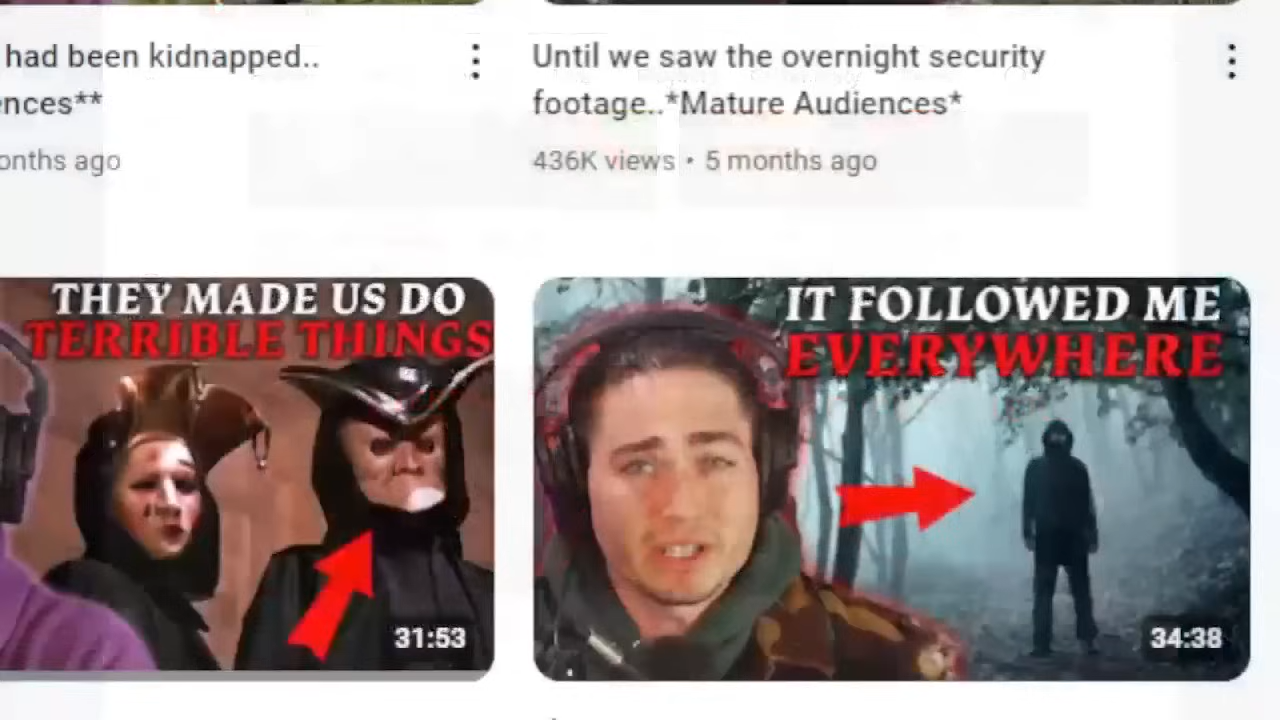 had been kidnapped..
ences**
onths ago
Until we saw the overnight security
footage..*Mature Audiences*
436K views • 5 months ago
THEY MADE US DO
TERRIBLE THINGS
31:53
IT FOLLOWED ME
EVERYWHERE
34:38